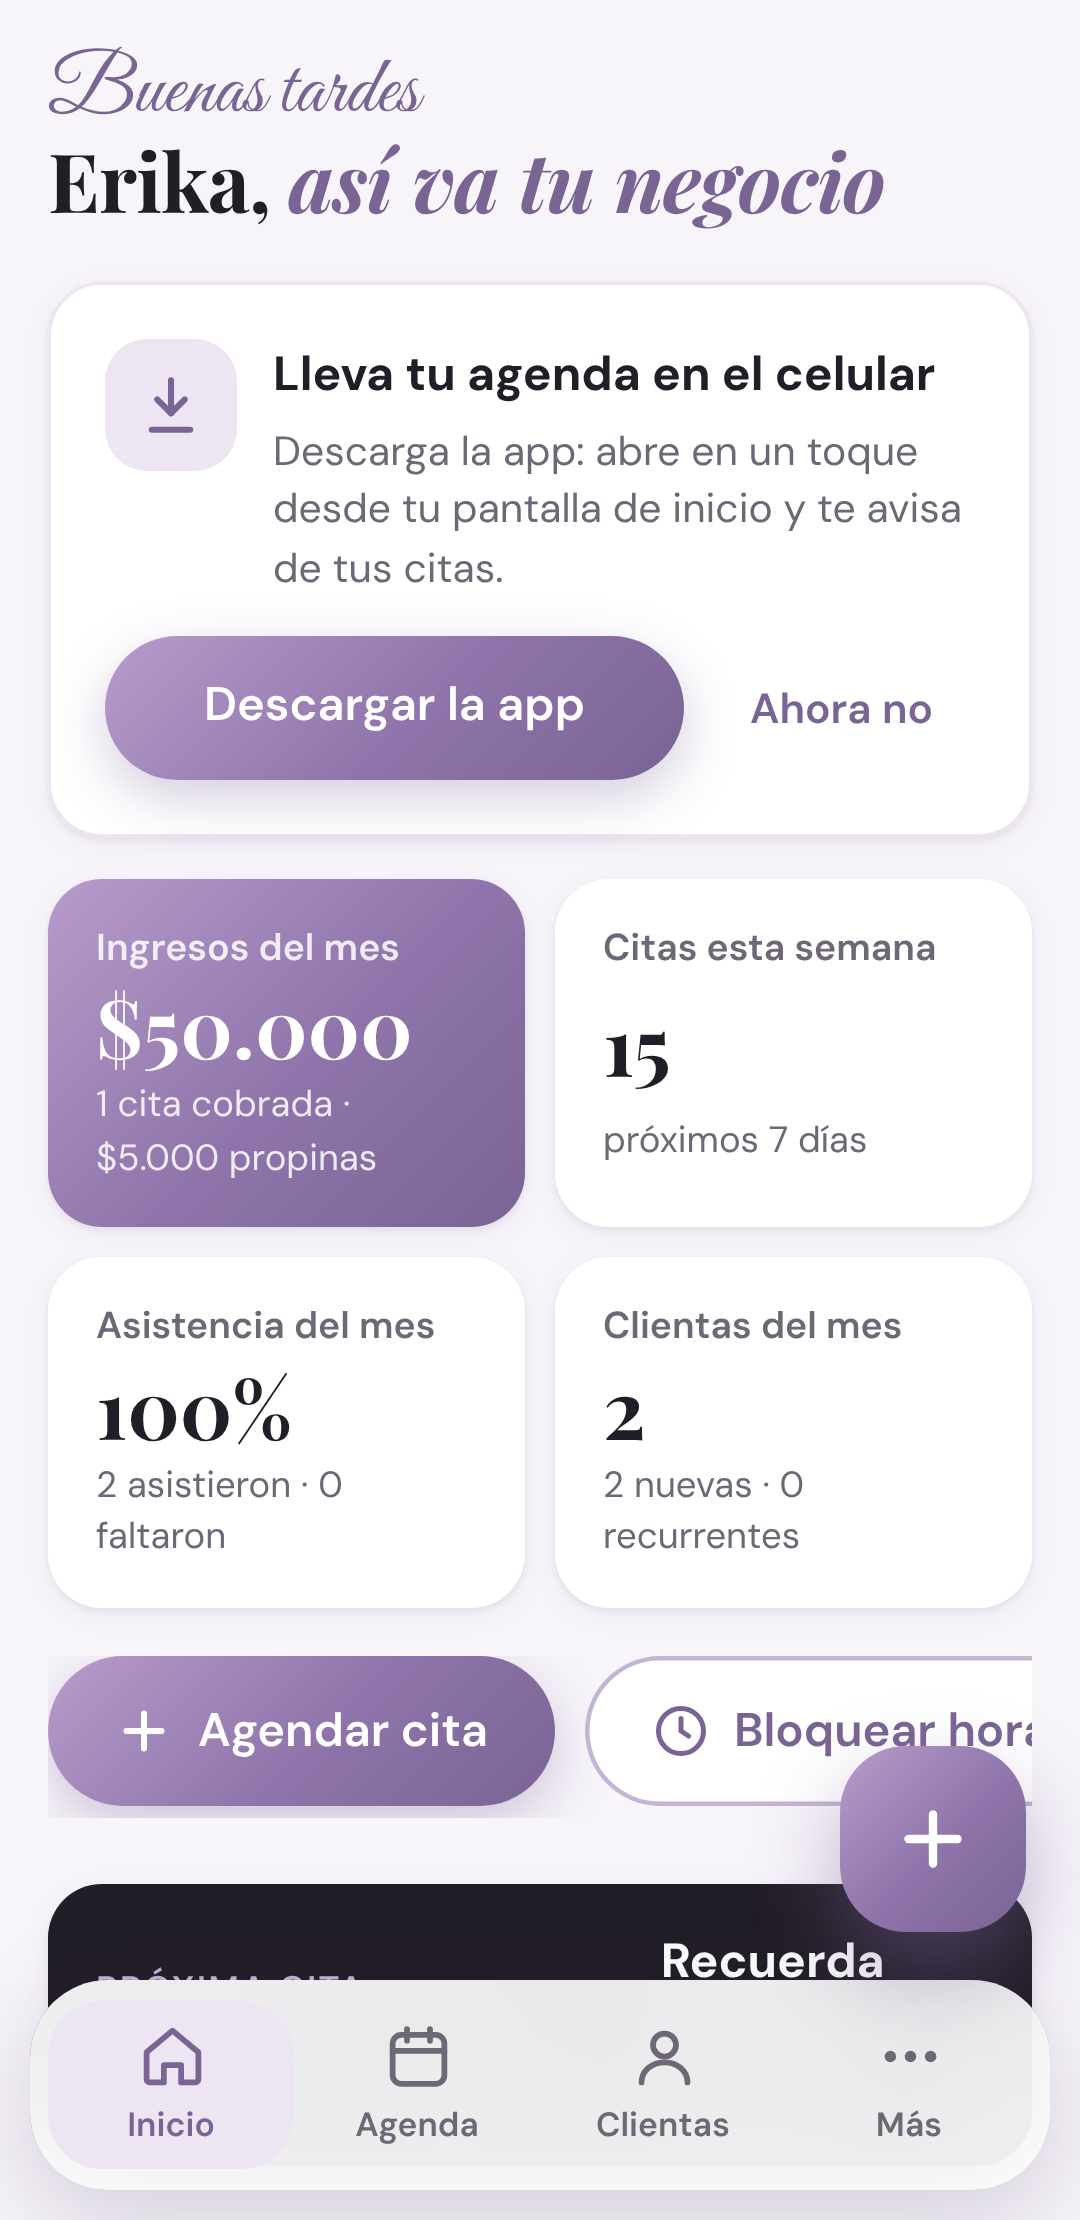 Buenas tardes
Erika, así va tu negocio
Lleva tu agenda en el celular
Descarga la app: abre en un toque
desde tu pantalla de inicio y te avisa
de tus citas.
Descargar la app
Ahora no
Ingresos del mes
$50.000
1 cita cobrada ·
$5.000 propinas
Citas esta semana
15
próximos 7 días
Asistencia del mes
100%
2 asistieron · 0
faltaron
Clientas del mes
2
2 nuevas · 0
recurrentes
Agendar cita
Bloquear hora
PRÓXIMA CITA
Recuerda
Inicio
Agenda
Clientas
Más